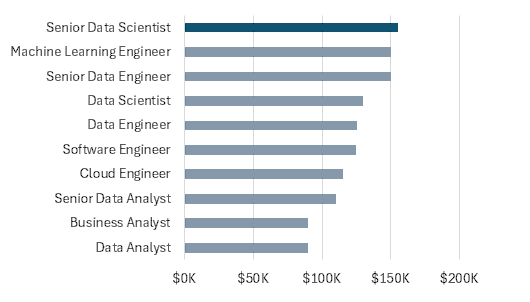 Senior Data Scientist
Machine Learning Engineer
Senior Data Engineer
Data Scientist
Data Engineer
Software Engineer
Cloud Engineer
Senior Data Analyst
Business Analyst
Data Analyst
$0K $50K $100K $150K $200K